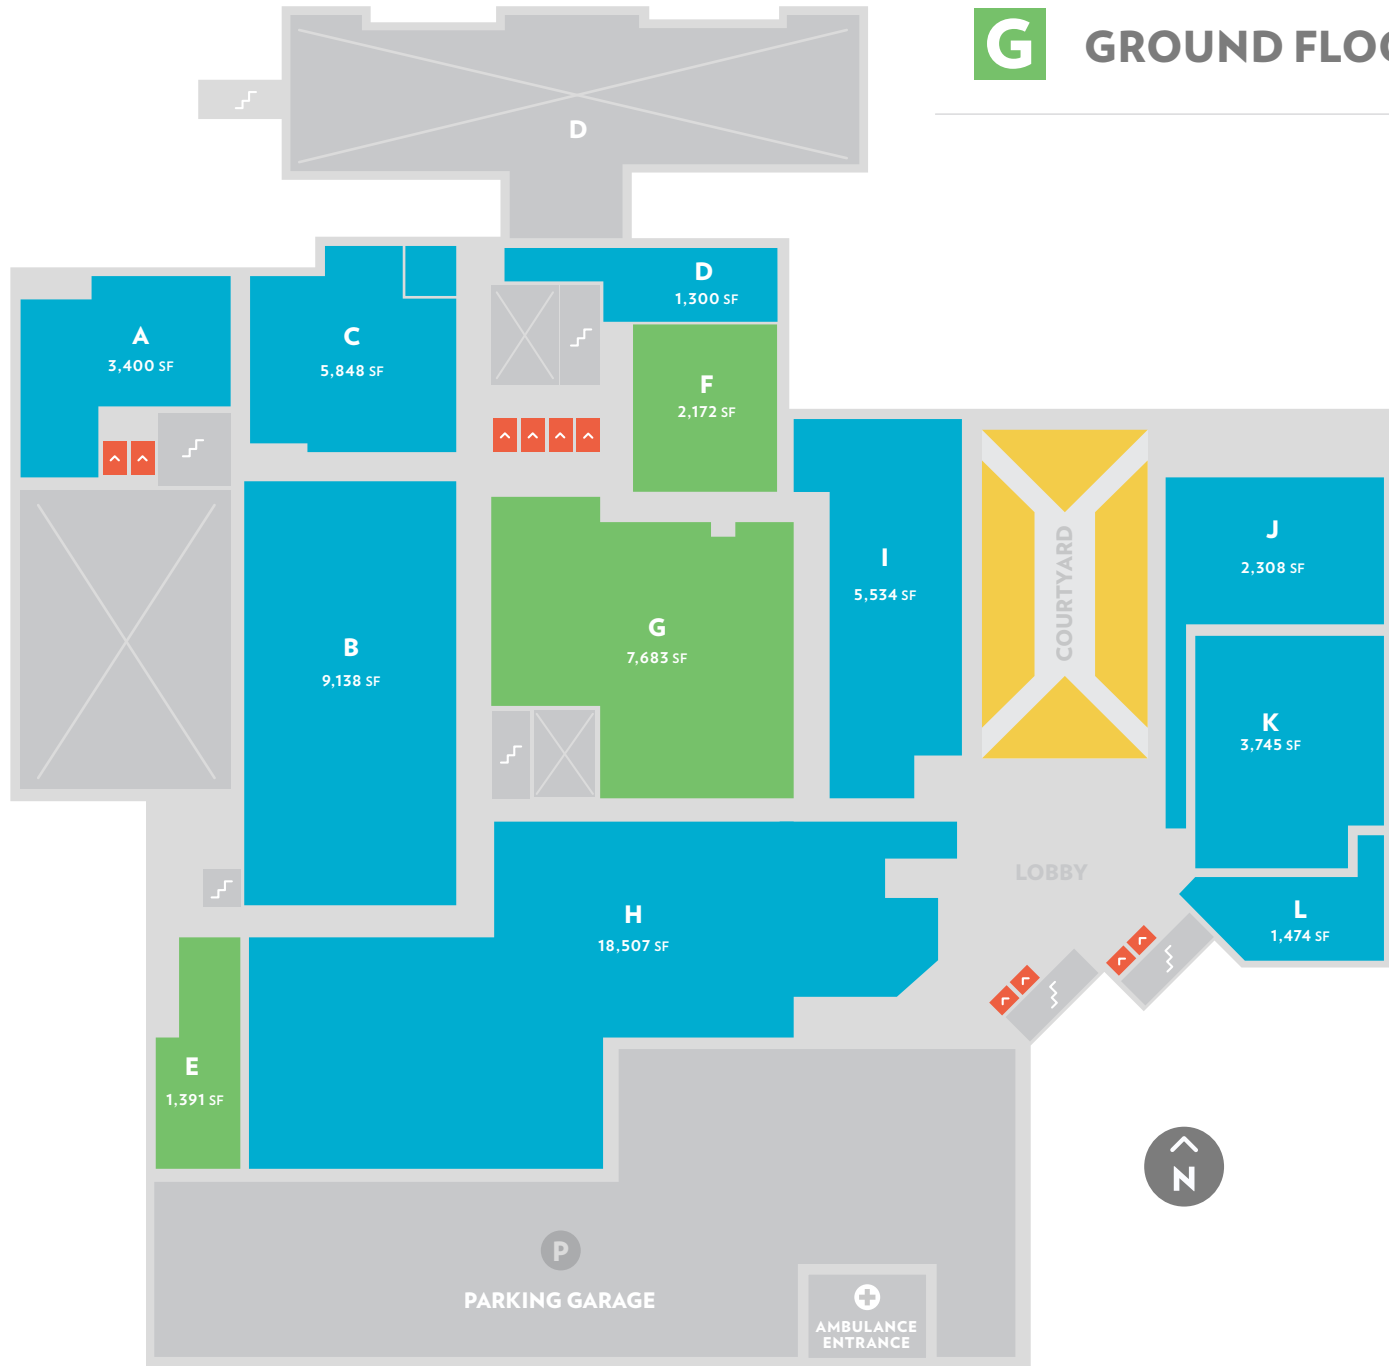 G
GROUND FLOO
D
D
1,300 SF
A
3,400 SF
C
5,848 SF
F
2,172 SF
I
5,534 SF
COURTYARD
J
2,308 SF
B
9,138 SF
G
7,683 SF
K
3,745 SF
LOBBY
H
18,507 SF
L
1,474 SF
E
1,391 SF
N
P
PARKING GARAGE
AMBULANCE
ENTRANCE